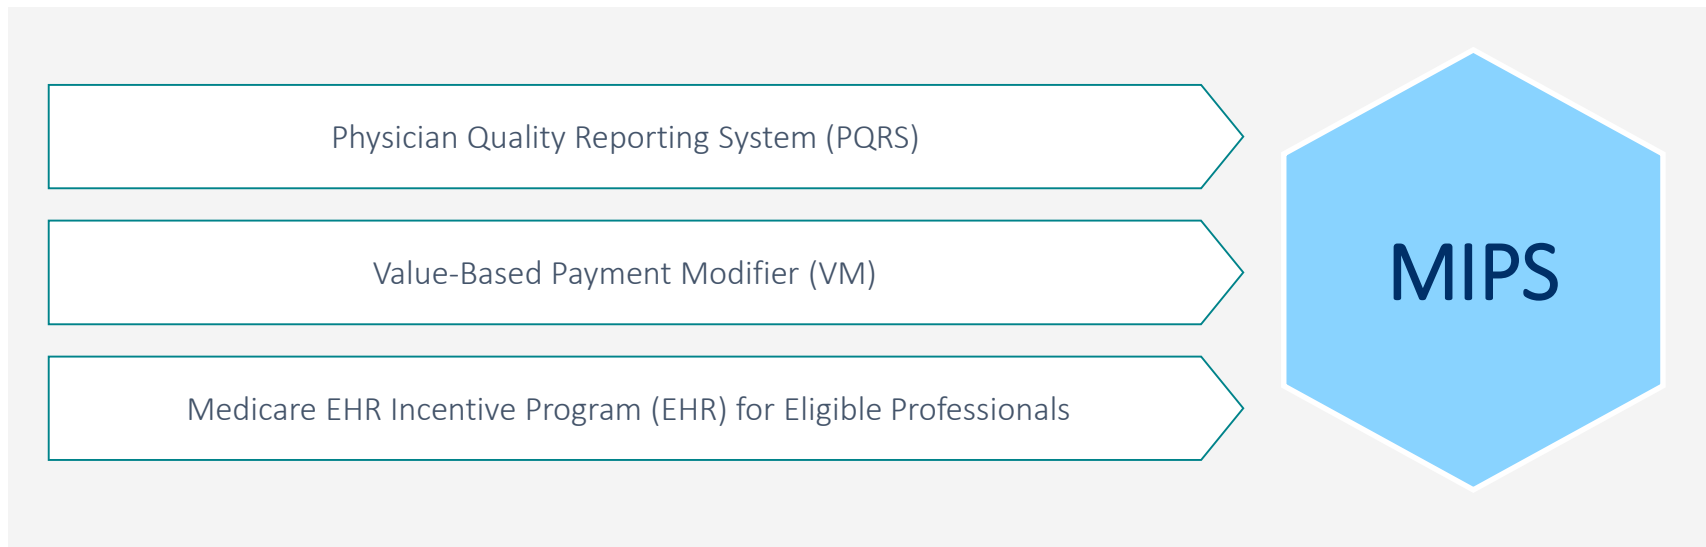 Physician Quality Reporting System (PQRS)
Value-Based Payment Modifier (VM)
Medicare EHR Incentive Program (EHR) for Eligible Professionals
MIPS